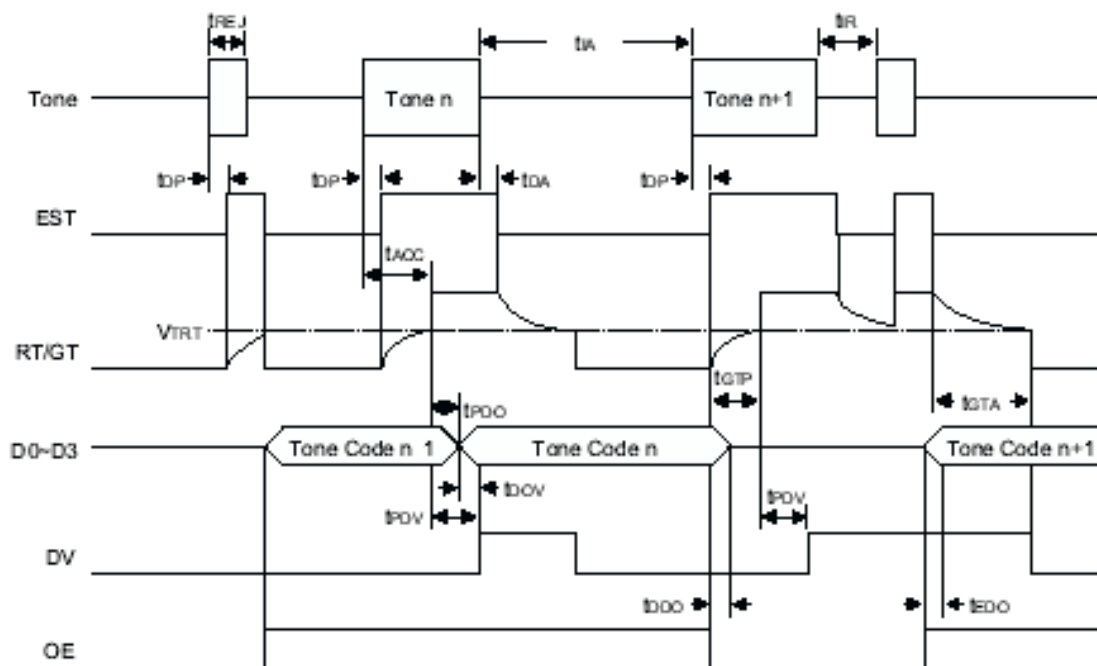 tREJ
tIA
tIR
Tone
Tone n
Tone n+1
tDP
tDP
tDA
tDP
EST
tACC
VTRT
RT/GT
tGTP
tGTA
tPDO
D0~D3
Tone Code n 1
Tone Code n
Tone Code n+1
tDOV
tPDV
tPDV
DV
tDDO
tEDO
OE